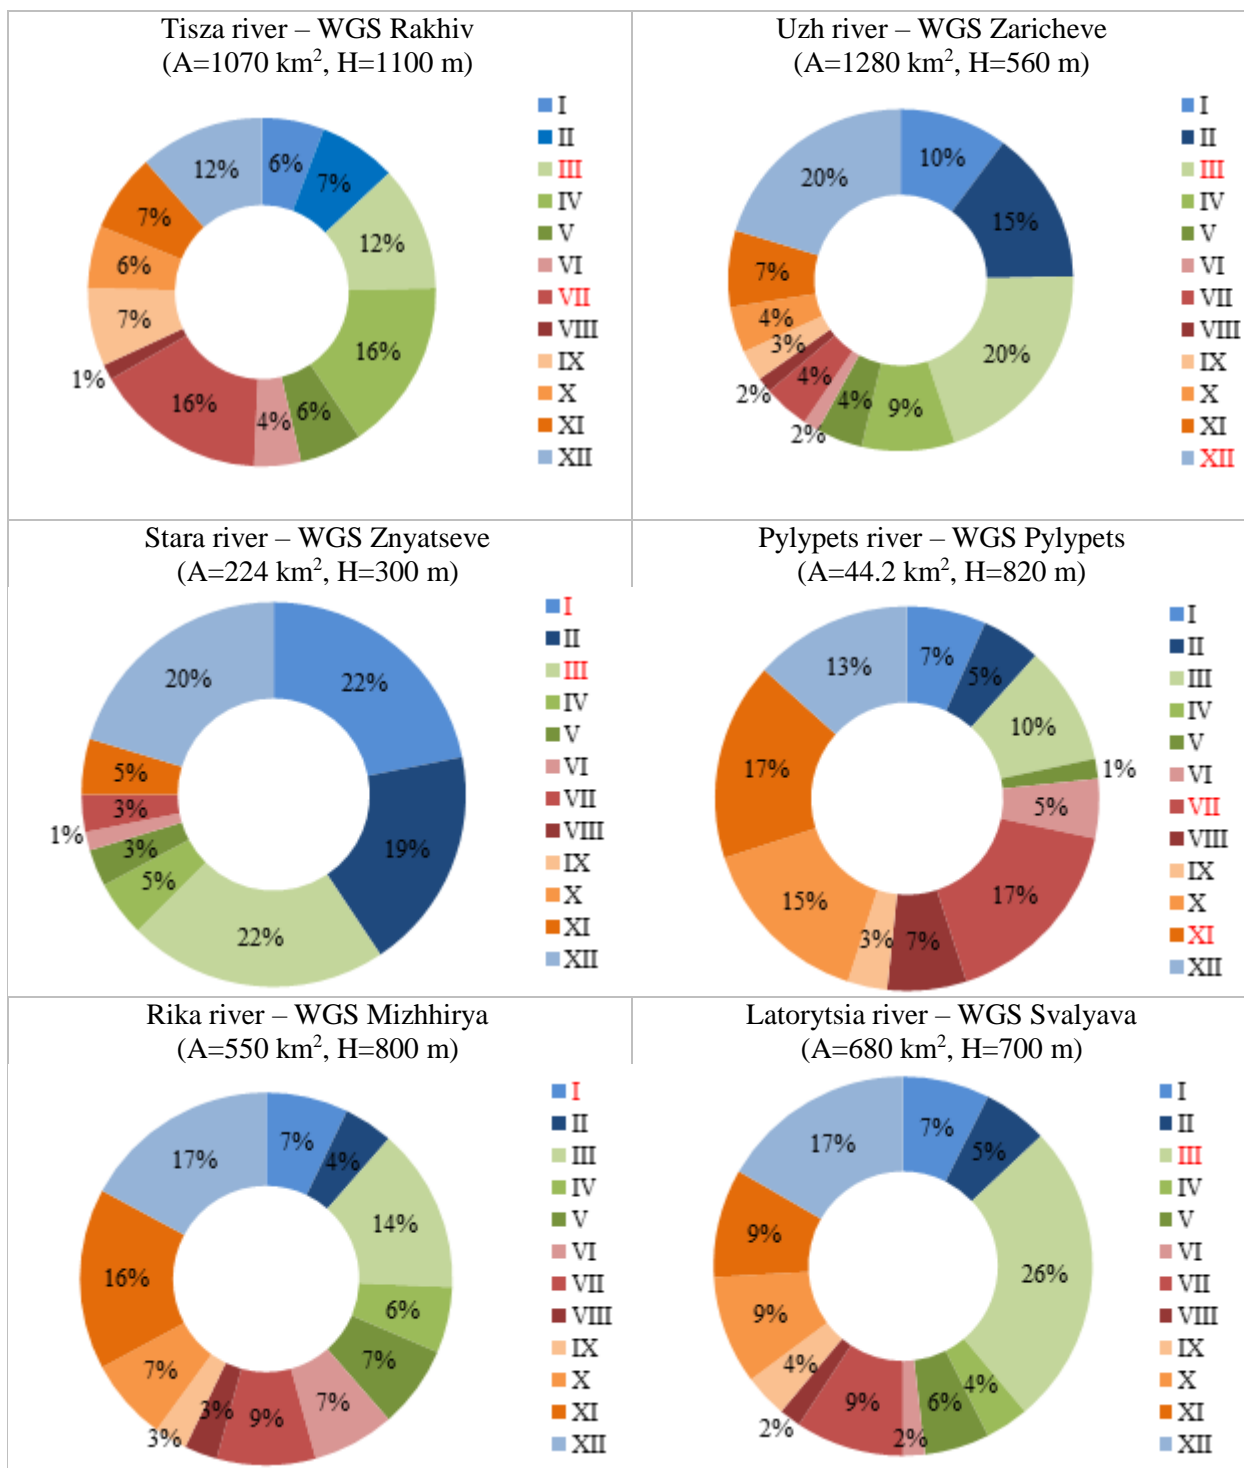 Tisza river – WGS Rakhiv
(A=1070 km², H=1100 m)
6%
7%
12%
16%
6%
4%
16%
1%
7%
6%
7%
12%
I
II
III
IV
V
VI
VII
VIII
IX
X
XI
XII
Uzh river – WGS Zaricheve
(A=1280 km², H=560 m)
10%
15%
20%
9%
4%
2%
4%
2%
3%
4%
7%
20%
I
II
III
IV
V
VI
VII
VIII
IX
X
XI
XII
Stara river – WGS Znyatseve
(A=224 km², H=300 m)
22%
19%
22%
5%
3%
1%
3%
5%
20%
I
II
III
IV
V
VI
VII
VIII
IX
X
XI
XII
Pylypets river – WGS Pylypets
(A=44.2 km², H=820 m)
7%
5%
10%
1%
5%
17%
7%
3%
15%
17%
13%
I
II
III
IV
V
VI
VII
VIII
IX
X
XI
XII
Rika river – WGS Mizhhirya
(A=550 km², H=800 m)
7%
4%
14%
6%
7%
7%
9%
3%
3%
7%
16%
17%
I
II
III
IV
V
VI
VII
VIII
IX
X
XI
XII
Latorytsia river – WGS Svalyava
(A=680 km², H=700 m)
7%
5%
26%
4%
6%
2%
9%
2%
4%
9%
9%
17%
I
II
III
IV
V
VI
VII
VIII
IX
X
XI
XII